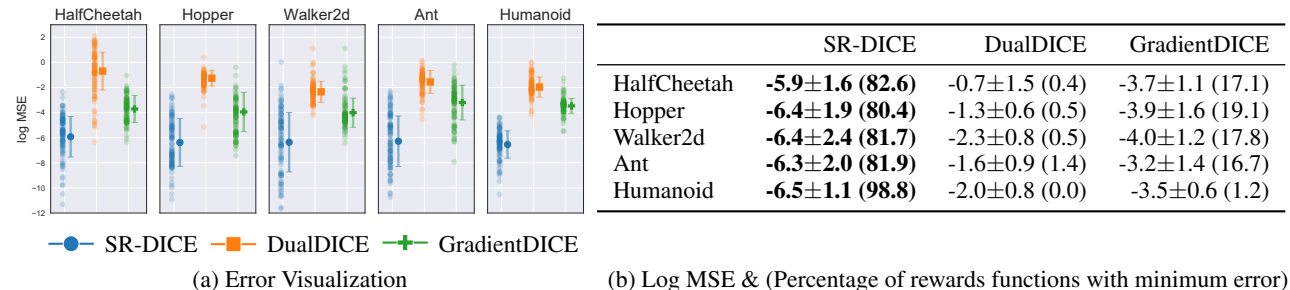 HalfCheetah Hopper Walker2d Ant Humanoid
log MSE
2
0
−2
−4
−6
−8
−10
−12
SR-DICE DualDICE GradientDICE
(a) Error Visualization
SR-DICE DualDICE GradientDICE
HalfCheetah -5.9±1.6 (82.6) -0.7±1.5 (0.4) -3.7±1.1 (17.1)
Hopper -6.4±1.9 (80.4) -1.3±0.6 (0.5) -3.9±1.6 (19.1)
Walker2d -6.4±2.4 (81.7) -2.3±0.8 (0.5) -4.0±1.2 (17.8)
Ant -6.3±2.0 (81.9) -1.6±0.9 (1.4) -3.2±1.4 (16.7)
Humanoid -6.5±1.1 (98.8) -2.0±0.8 (0.0) -3.5±0.6 (1.2)
(b) Log MSE & (Percentage of rewards functions with minimum error)